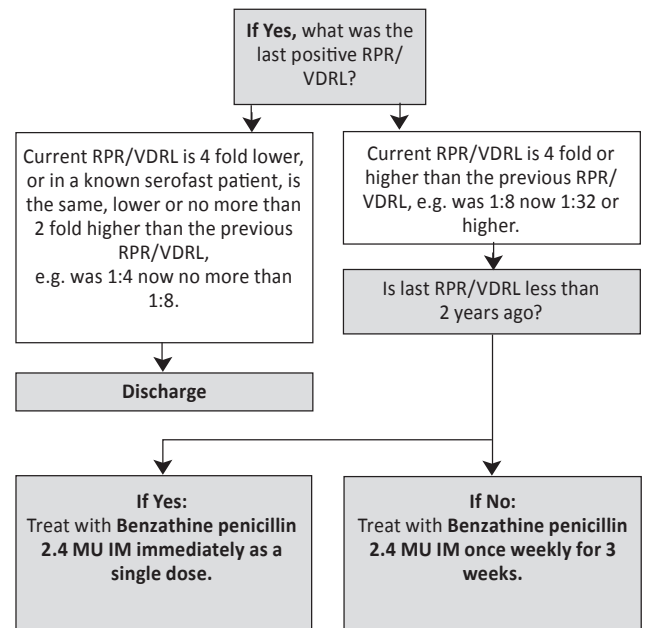 If Yes, what was the
last positive RPR/
VDRL?
Current RPR/VDRL is 4 fold lower,
or in a known serofast patient, is
the same, lower or no more than
2 fold higher than the previous
RPR/VDRL,
e.g. was 1:4 now no more than
1:8.
Current RPR/VDRL is 4 fold or
higher than the previous RPR/
VDRL, e.g. was 1:8 now 1:32 or
higher.
Is last RPR/VDRL less than
2 years ago?
Discharge
If Yes:
Treat with Benzathine penicillin
2.4 MU IM immediately as a
single dose.
If No:
Treat with Benzathine penicillin
2.4 MU IM once weekly for 3
weeks.